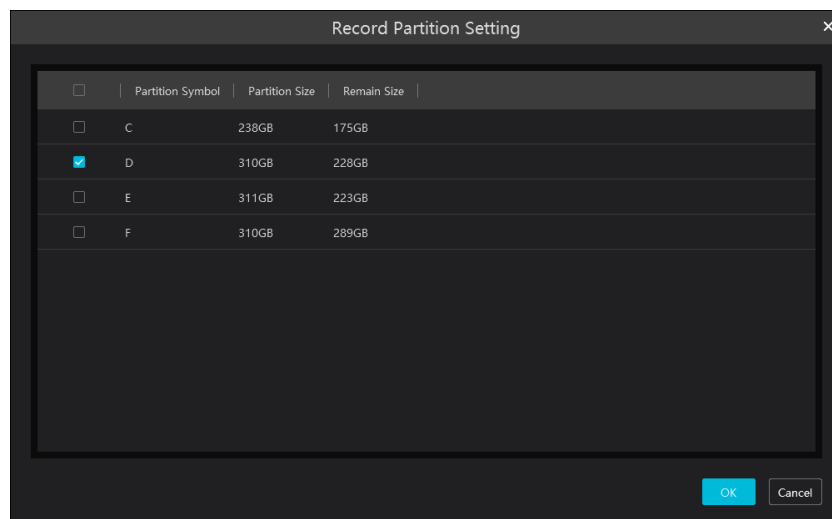 Record Partition Setting
Partition Symbol Partition Size Remain Size
C 238GB 175GB
D 310GB 228GB
E 311GB 223GB
F 310GB 289GB
OK Cancel